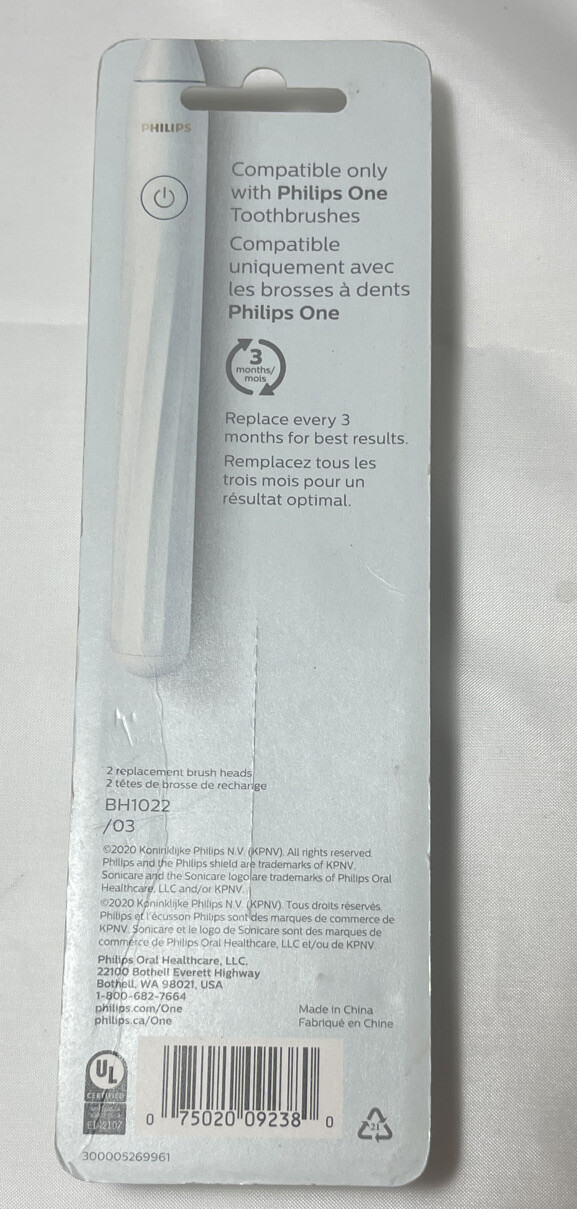 PHILIPS
Compatible only
with Philips One
Toothbrushes
Compatible
uniquement avec
les brosses à dents
Philips One
3
months/
mois
Replace every 3
months for best results.
Remplacez tous les
trois mois pour un
résultat optimal.
2 replacement brush heads
2 têtes de brosse de rechange
BH1022
/03
©2020 Koninklijke Philips N.V. (KPNV). All rights reserved.
Philips and the Philips shield are trademarks of KPNV.
Sonicare and the Sonicare logo are trademarks of Philips Oral
Healthcare, LLC and/or KPNV.
©2020 Koninklijke Philips N.V. (KPNV). Tous droits réservés.
Philips et l'écusson Philips sont des marques de commerce de
KPNV. Sonicare et le logo de Sonicare sont des marques de
commerce de Philips Oral Healthcare, LLC et/ou de KPNV.
Philips Oral Healthcare, LLC.
22100 Bothell Everett Highway
Bothell, WA 98021, USA
1-800-682-7664
philips.com/One
philips.ca/One
Made in China
Fabriqué en Chine
UL
CERTIFIED
0 75020 09238 0
21
300005269961